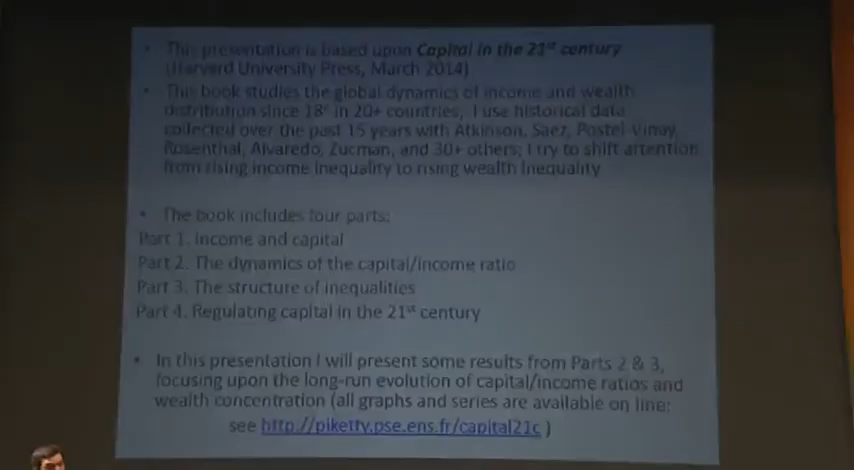 • This presentation is based upon Capital in the 21st century
(Harvard University Press, March 2014)
• This book studies the global dynamics of income and wealth
distribution since 18c in 20+ countries; I use historical data
collected over the past 15 years with Atkinson, Saez, Postel-Vinay,
Rosenthal, Alvaredo, Zucman, and 30+ others; I try to shift attention
from rising income inequality to rising wealth inequality
• The book includes four parts:
Part 1. Income and capital
Part 2. The dynamics of the capital/income ratio
Part 3. The structure of inequalities
Part 4. Regulating capital in the 21st century
• In this presentation I will present some results from Parts 2 & 3,
focusing upon the long-run evolution of capital/income ratios and
wealth concentration (all graphs and series are available on line:
see http://piketty.pse.ens.fr/capital21c )